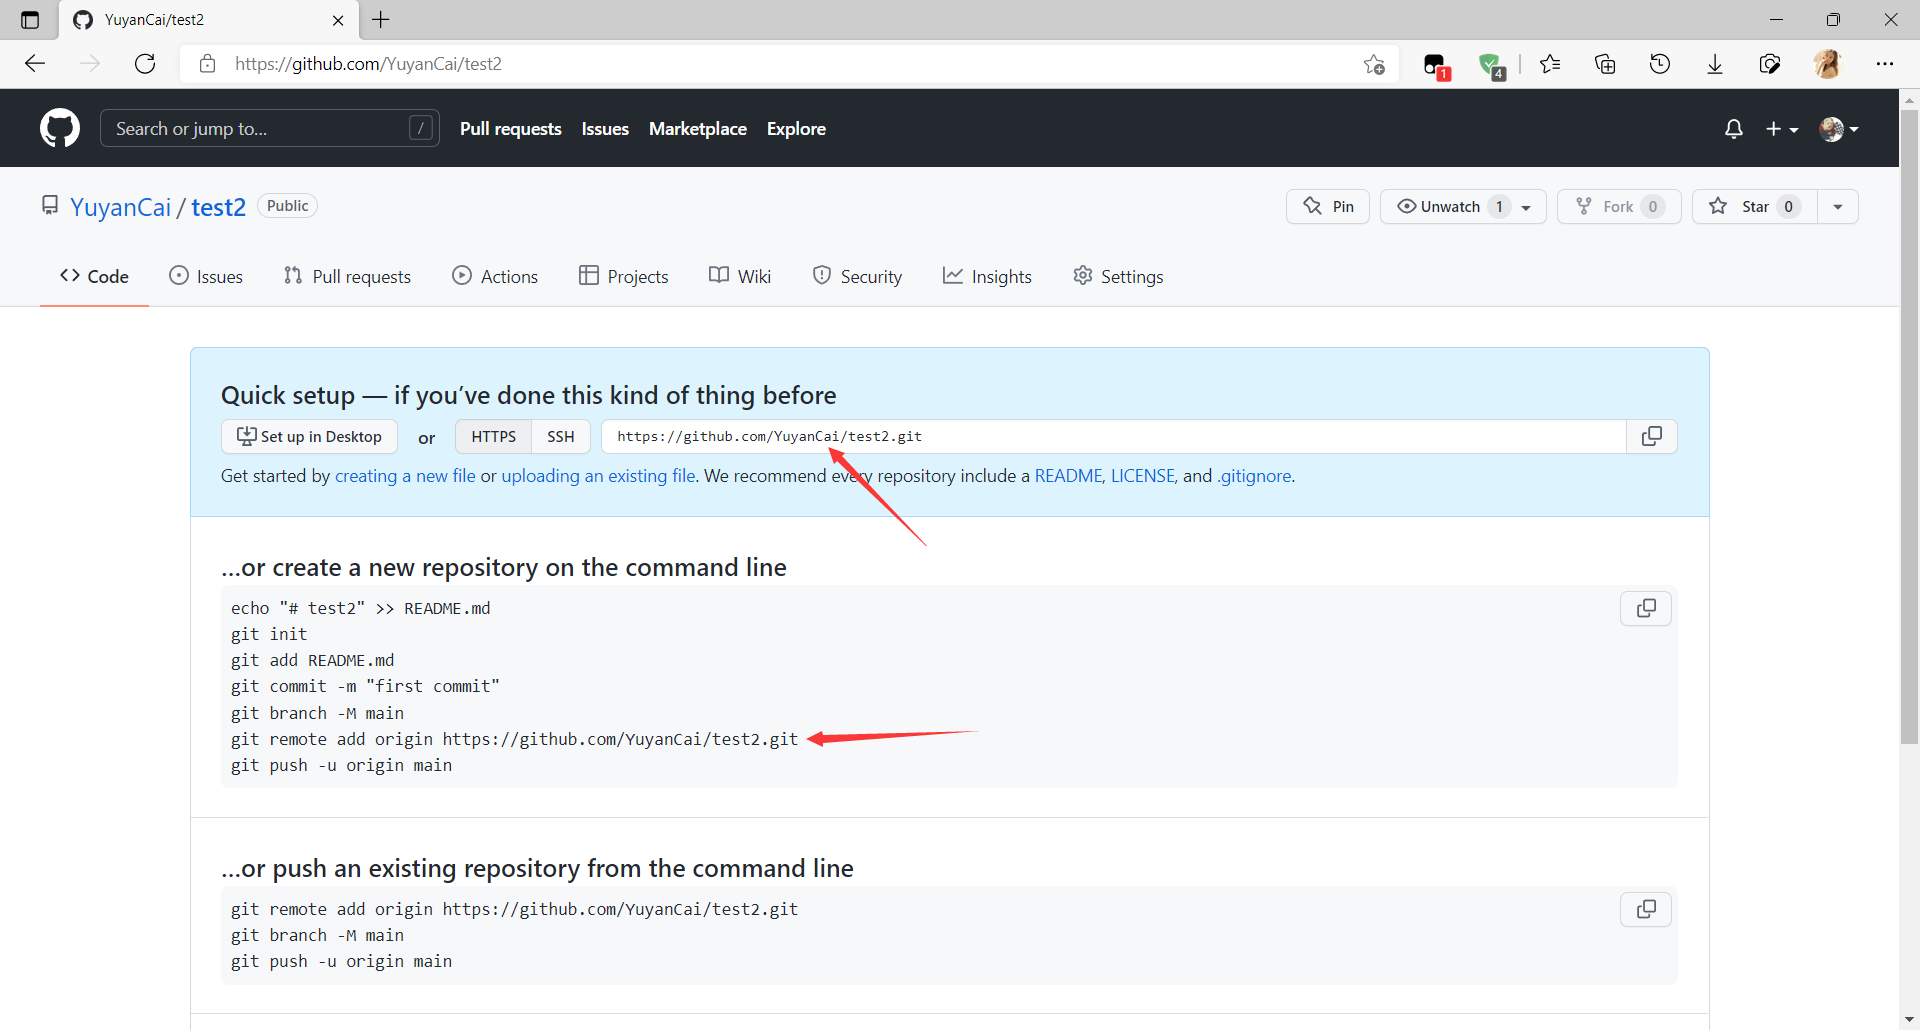 YuyanCai/test2
https://github.com/YuyanCai/test2
1
4
Search or jump to... /
Pull requests Issues Marketplace Explore
YuyanCai / test2 Public
Pin Unwatch 1 Fork 0 Star 0
Code Issues Pull requests Actions Projects Wiki Security Insights Settings
Quick setup — if you’ve done this kind of thing before
Set up in Desktop or HTTPS SSH https://github.com/YuyanCai/test2.git
Get started by creating a new file or uploading an existing file. We recommend every repository include a README, LICENSE, and .gitignore.
…or create a new repository on the command line
echo "# test2" >> README.md
git init
git add README.md
git commit -m "first commit"
git branch -M main
git remote add origin https://github.com/YuyanCai/test2.git
git push -u origin main
…or push an existing repository from the command line
git remote add origin https://github.com/YuyanCai/test2.git
git branch -M main
git push -u origin main